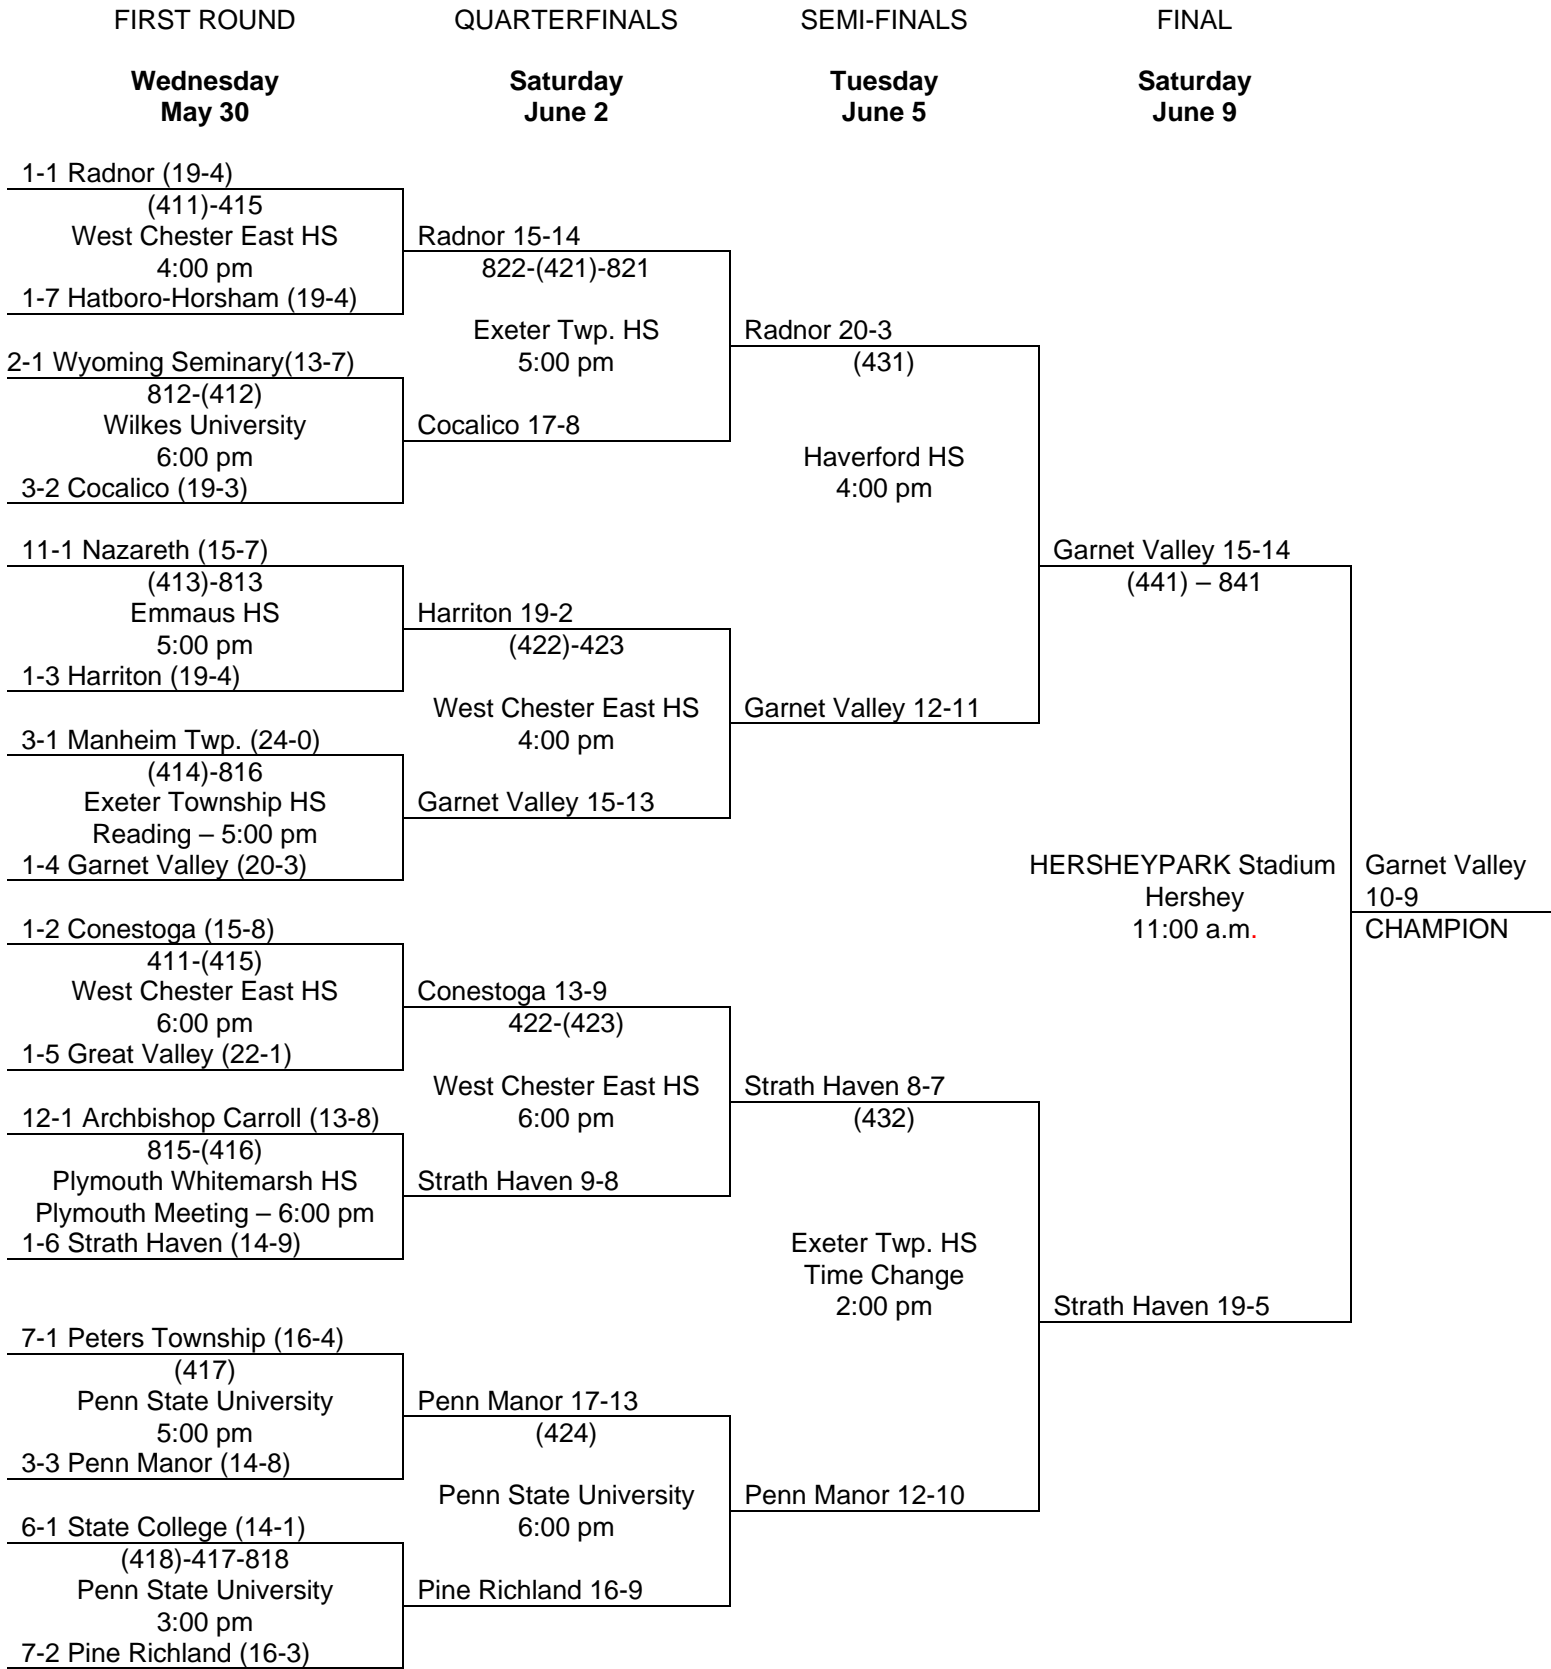 FIRST ROUND
Wednesday
May 30
1-1 Radnor (19-4)
(411)-415
West Chester East HS
4:00 pm
1-7 Hatboro-Horsham (19-4)
2-1 Wyoming Seminary(13-7)
812-(412)
Wilkes University
6:00 pm
3-2 Cocalico (19-3)
11-1 Nazareth (15-7)
(413)-813
Emmaus HS
5:00 pm
1-3 Harriton (19-4)
3-1 Manheim Twp. (24-0)
(414)-816
Exeter Township HS
Reading – 5:00 pm
1-4 Garnet Valley (20-3)
1-2 Conestoga (15-8)
411-(415)
West Chester East HS
6:00 pm
1-5 Great Valley (22-1)
12-1 Archbishop Carroll (13-8)
815-(416)
Plymouth Whitemarsh HS
Plymouth Meeting – 6:00 pm
1-6 Strath Haven (14-9)
7-1 Peters Township (16-4)
(417)
Penn State University
5:00 pm
3-3 Penn Manor (14-8)
6-1 State College (14-1)
(418)-417-818
Penn State University
3:00 pm
7-2 Pine Richland (16-3)
QUARTERFINALS
Saturday
June 2
Radnor 15-14
822-(421)-821
Exeter Twp. HS
5:00 pm
Cocalico 17-8
Harriton 19-2
(422)-423
West Chester East HS
4:00 pm
Garnet Valley 15-13
Conestoga 13-9
422-(423)
West Chester East HS
6:00 pm
Strath Haven 9-8
Penn Manor 17-13
(424)
Penn State University
6:00 pm
Pine Richland 16-9
SEMI-FINALS
Tuesday
June 5
Radnor 20-3
(431)
Haverford HS
4:00 pm
Garnet Valley 12-11
Strath Haven 8-7
(432)
Exeter Twp. HS
Time Change
2:00 pm
Penn Manor 12-10
FINAL
Saturday
June 9
Garnet Valley 15-14
(441) – 841
HERSHEYPARK Stadium
Hershey
11:00 a.m.
Strath Haven 19-5
Garnet Valley
10-9
CHAMPION